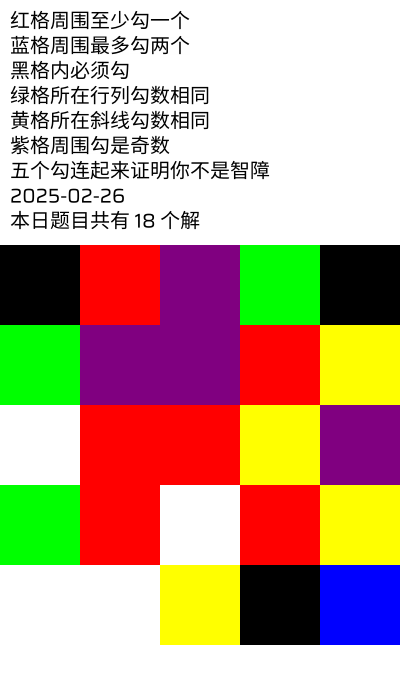 红格周围至少勾一个
蓝格周围最多勾两个
黑格内必须勾
绿格所在行列勾数相同
黄格所在斜线勾数相同
紫格周围勾是奇数
五个勾连起来证明你不是智障
2025-02-26
本日题目共有 18 个解